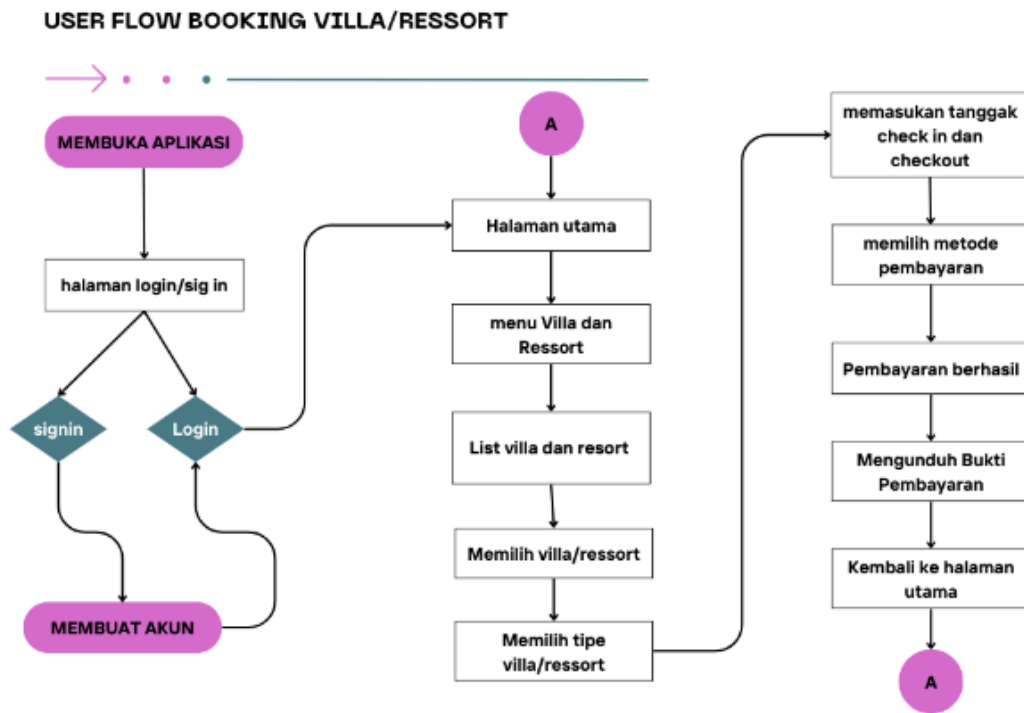 USER FLOW BOOKING VILLA/RESSORT
MEMBUKA APLIKASI
halaman login/sig in
signin
Login
MEMBUAT AKUN
A
Halaman utama
menu Villa dan
Ressort
List villa dan resort
Memilih villa/ressort
Memilih tipe
villa/ressort
memasukan tanggak
check in dan
checkout
memilih metode
pembayaran
Pembayaran berhasil
Mengunduh Bukti
Pembayaran
Kembali ke halaman
utama
A